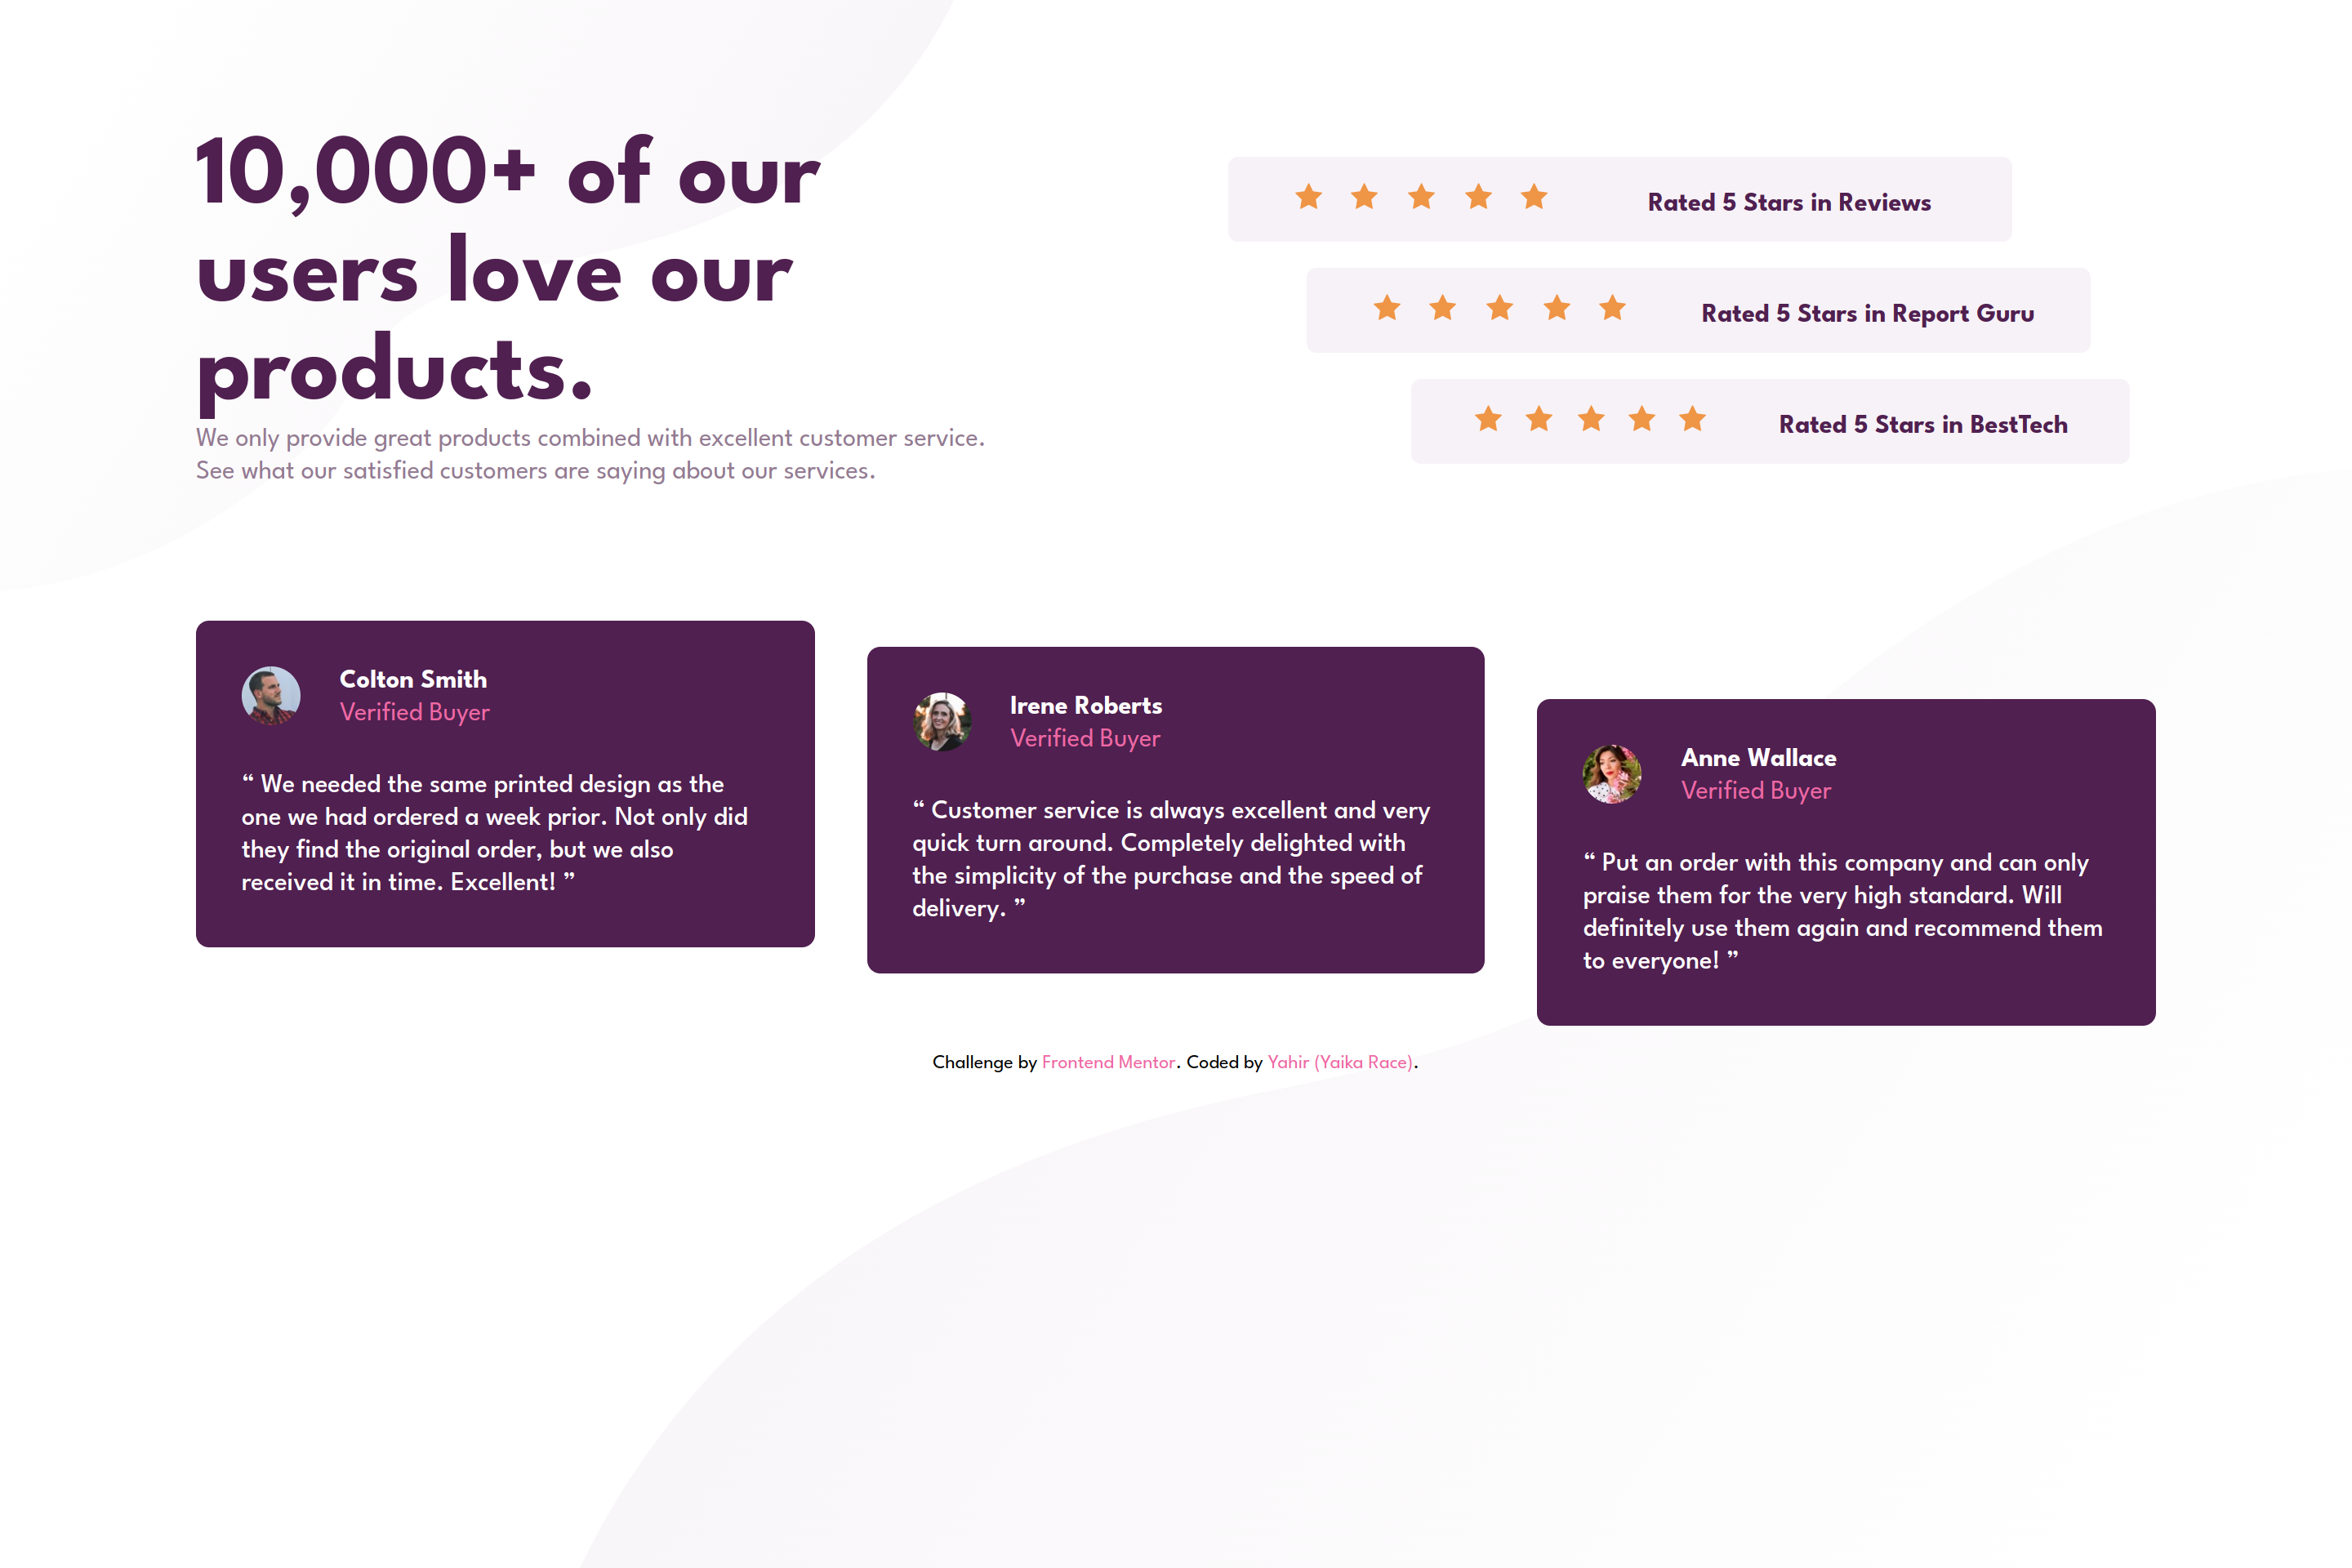 10,000+ of our
users love our
products.
We only provide great products combined with excellent customer service.
See what our satisfied customers are saying about our services.
Rated 5 Stars in Reviews
Rated 5 Stars in Report Guru
Rated 5 Stars in BestTech
Colton Smith
Verified Buyer
“ We needed the same printed design as the
one we had ordered a week prior. Not only did
they find the original order, but we also
received it in time. Excellent! ”
Irene Roberts
Verified Buyer
“ Customer service is always excellent and very
quick turn around. Completely delighted with
the simplicity of the purchase and the speed of
delivery. ”
Anne Wallace
Verified Buyer
“ Put an order with this company and can only
praise them for the very high standard. Will
definitely use them again and recommend them
to everyone! ”
Challenge by Frontend Mentor. Coded by Yahir (Yaika Race).